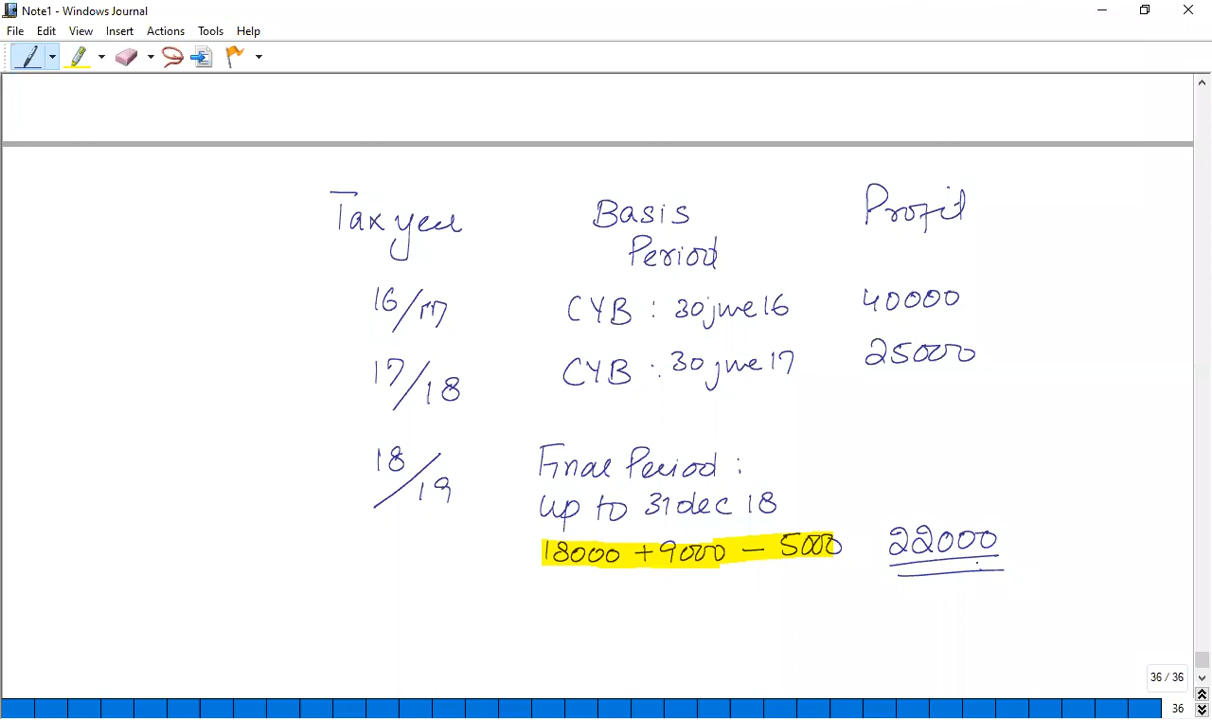 Note1 - Windows Journal
File Edit View Insert Actions Tools Help
Tax year Basis Period Profit
16/17 CYB : 30 june 16 40000
17/18 CYB : 30 june 17 25000
18/19 Final Period :
up to 31 dec 18
18000 + 9000 - 5000 22000
36 / 36
36